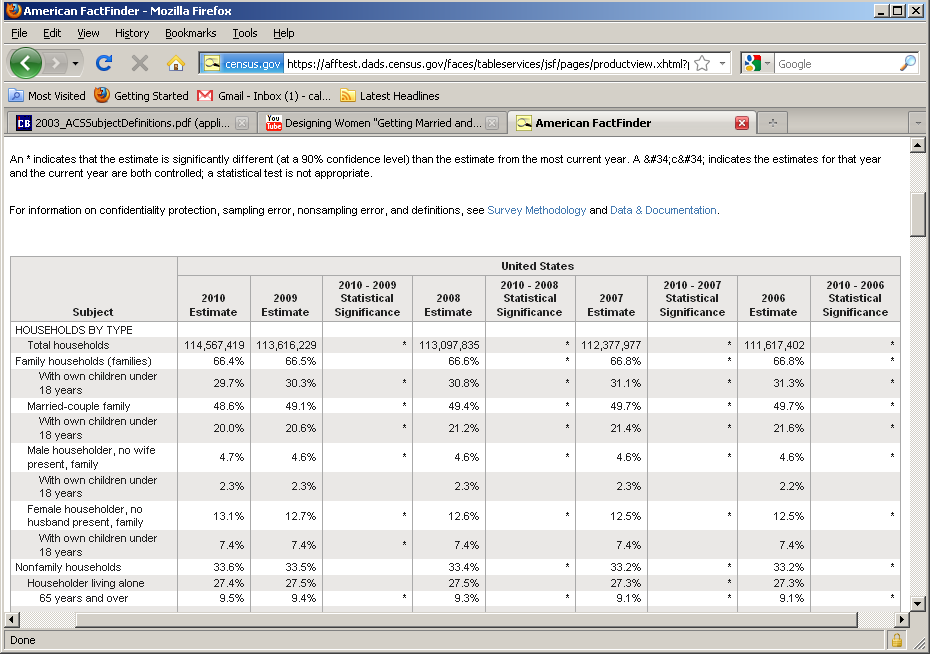 American FactFinder - Mozilla Firefox
File Edit View History Bookmarks Tools Help
census.gov https://afftest.dads.census.gov/faces/tableservices/jsf/pages/productview.xhtml?p Google
Most Visited Getting Started Gmail - Inbox (1) - cal... Latest Headlines
DB 2003_ACSSubjectDefinitions.pdf (appli... You Tube Designing Women "Getting Married and... American FactFinder
An * indicates that the estimate is significantly different (at a 90% confidence level) than the estimate from the most current year. A &#34;c&#34; indicates the estimates for that year
and the current year are both controlled; a statistical test is not appropriate.
For information on confidentiality protection, sampling error, nonsampling error, and definitions, see Survey Methodology and Data & Documentation.
United States
Subject 2010 Estimate 2009 Estimate 2010 - 2009 Statistical Significance 2008 Estimate 2010 - 2008 Statistical Significance 2007 Estimate 2010 - 2007 Statistical Significance 2006 Estimate 2010 - 2006 Statistical Significance
HOUSEHOLDS BY TYPE
Total households 114,567,419 113,616,229 * 113,097,835 * 112,377,977 * 111,617,402 *
Family households (families) 66.4% 66.5% 66.6% * 66.8% * 66.8% *
With own children under 18 years 29.7% 30.3% * 30.8% * 31.1% * 31.3% *
Married-couple family 48.6% 49.1% * 49.4% * 49.7% * 49.7% *
With own children under 18 years 20.0% 20.6% * 21.2% * 21.4% * 21.6% *
Male householder, no wife present, family 4.7% 4.6% * 4.6% * 4.6% * 4.6% *
With own children under 18 years 2.3% 2.3% 2.3% 2.3% 2.2%
Female householder, no husband present, family 13.1% 12.7% * 12.6% * 12.5% * 12.5% *
With own children under 18 years 7.4% 7.4% * 7.4% 7.4% 7.4%
Nonfamily households 33.6% 33.5% 33.4% * 33.2% * 33.2% *
Householder living alone 27.4% 27.5% 27.5% 27.3% * 27.3%
65 years and over 9.5% 9.4% * 9.3% * 9.1% * 9.1% *
Done